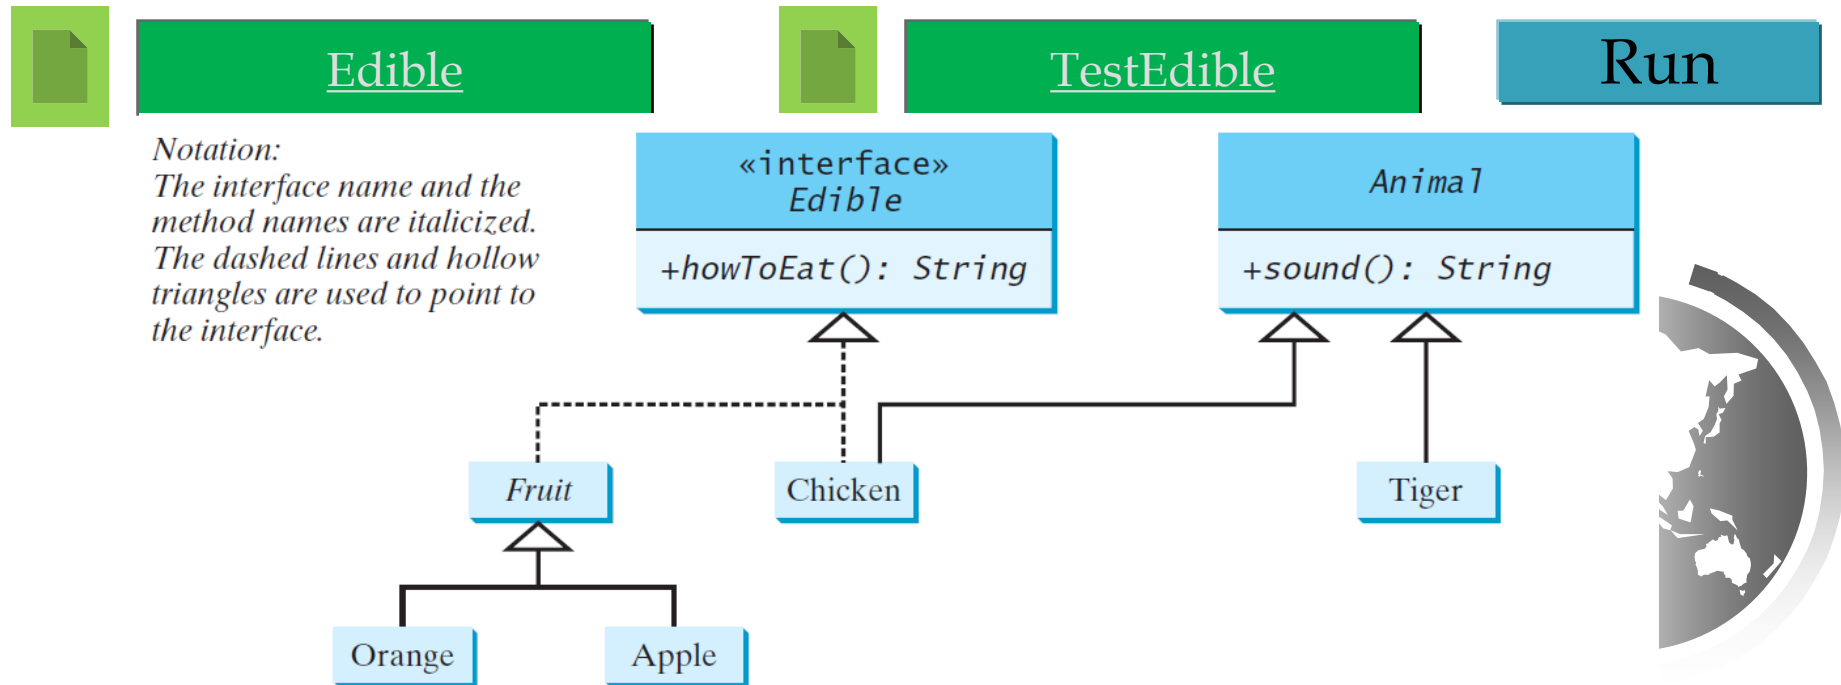 Edible
TestEdible
Run
Notation:
The interface name and the
method names are italicized.
The dashed lines and hollow
triangles are used to point to
the interface.
«interface»
Edible
+howToEat(): String
Animal
+sound(): String
Fruit
Chicken
Tiger
Orange
Apple